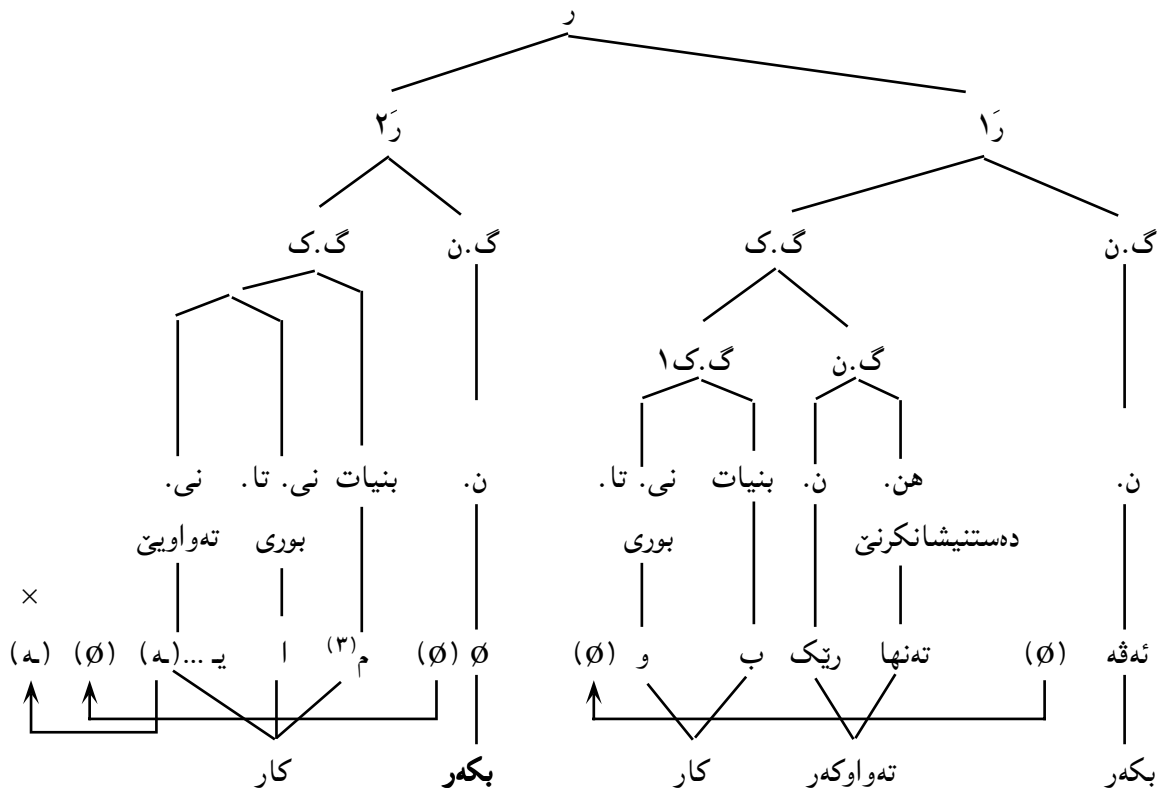 ر
رَ١ رَ٢
گ.ن گ.ک گ.ن گ.ک
گ.ن گ.ک١
ن. هن. ن. بنیات نی. تا. ن. بنیات نی. تا. نی.
دەستنیشانکرنێ بوری بوری تەواویێ
×
ئەڤە (Ø) تەنها رێک ب و (Ø) Ø (Ø) م(٣) ا یـ ...(ـە) (Ø) (ـە)
بکەر تەواوکەر کار بکەر کار